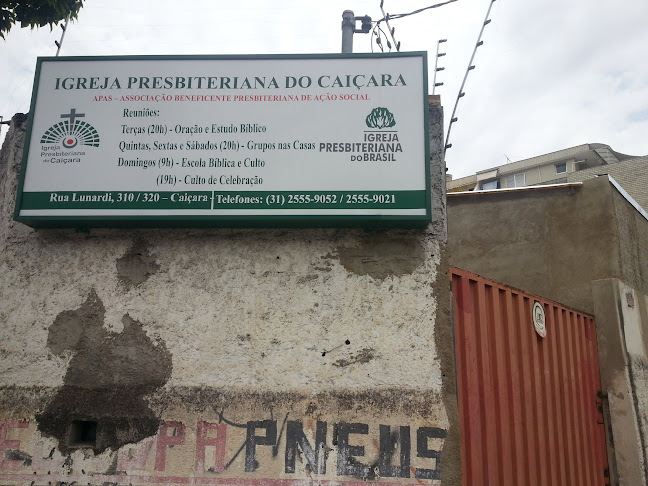 IGREJA PRESBITERIANA DO CAIÇARA
APAS – ASSOCIAÇÃO BENEFICENTE PRESBITERIANA DE AÇÃO SOCIAL
Reuniões:
Terças (20h) - Oração e Estudo Bíblico
Quintas, Sextas e Sábados (20h) - Grupos nas Casas
Domingos (9h) - Escola Bíblica e Culto
(19h) - Culto de Celebração
Igreja
Presbiteriana
do Caiçara
IGREJA
PRESBITERIANA
DO BRASIL
Rua Lunardi, 310 / 320 – Caiçara - Telefones: (31) 2555-9052 / 2555-9021
PNEUS